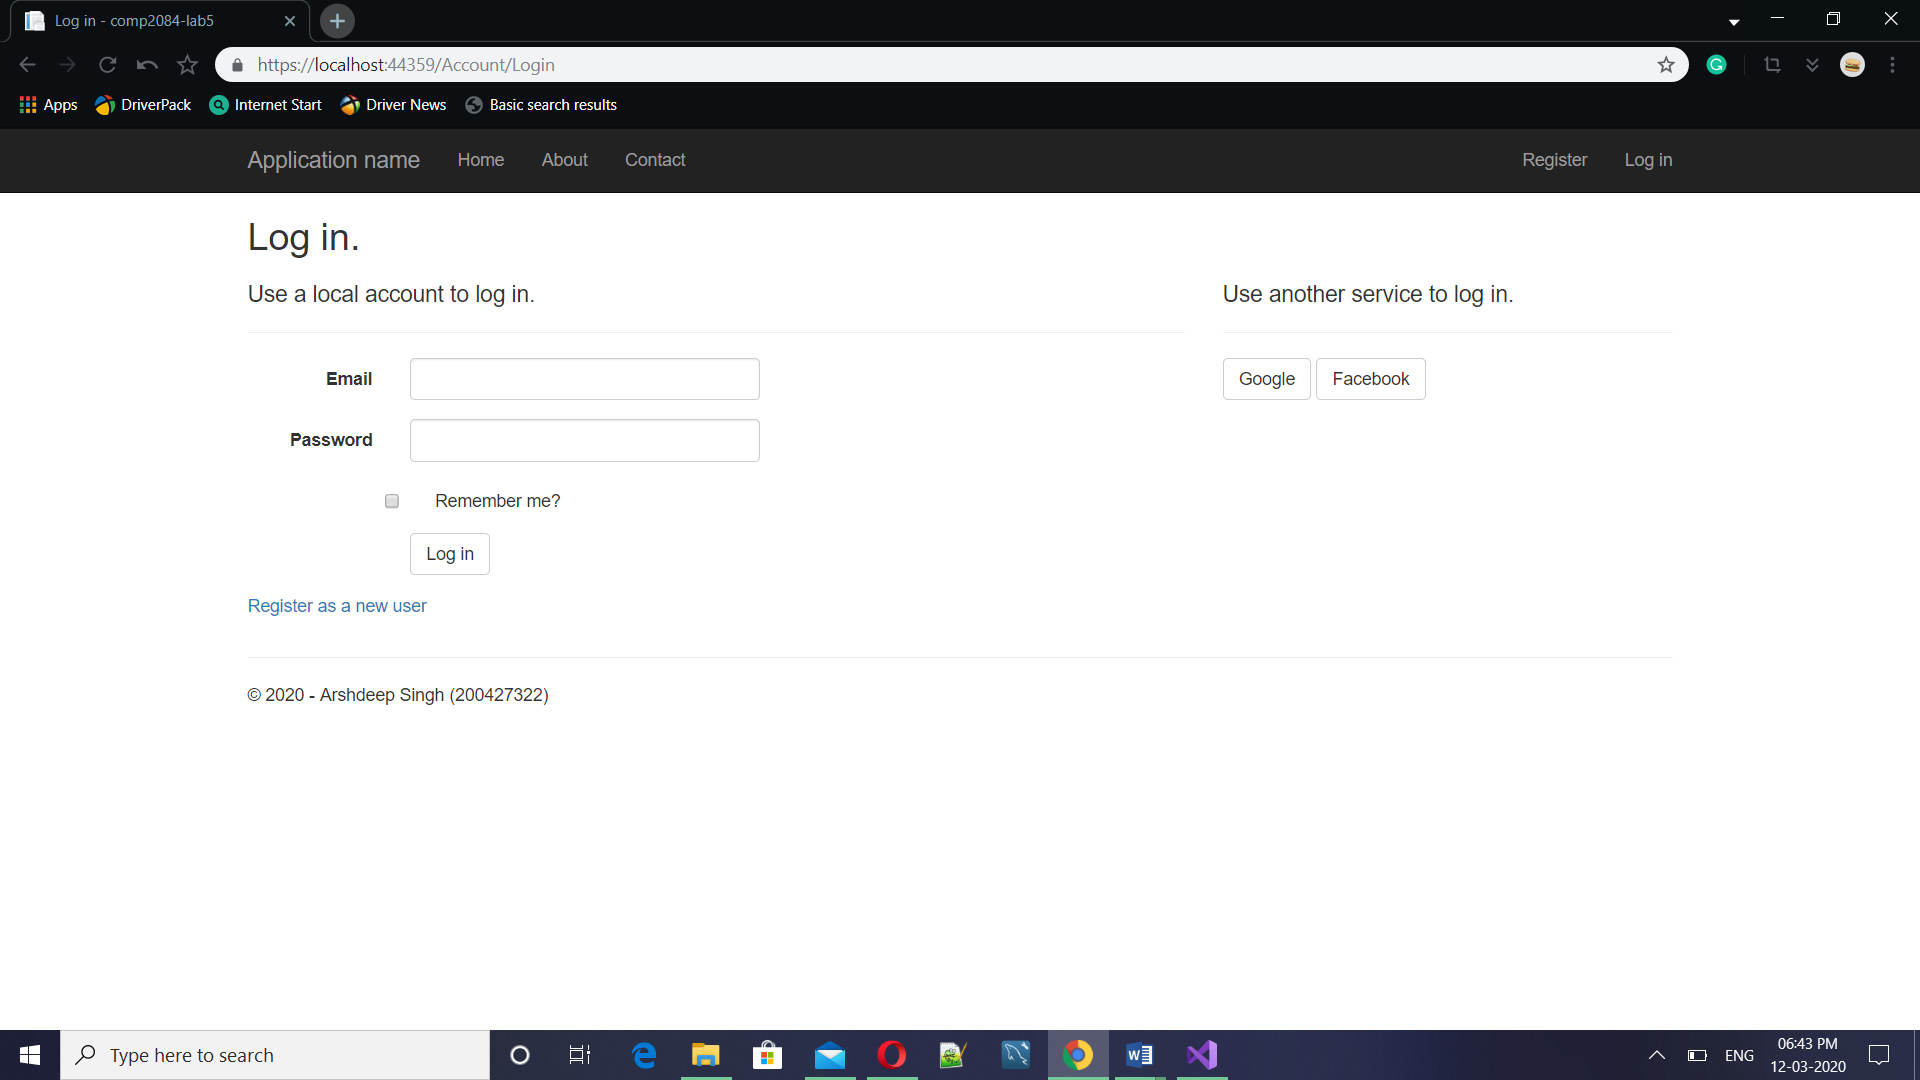 Log in - comp2084-lab5
https://localhost:44359/Account/Login
Apps DriverPack Internet Start Driver News Basic search results
Application name Home About Contact Register Log in
Log in.
Use a local account to log in. Use another service to log in.
Email Google Facebook
Password
Remember me?
Log in
Register as a new user
© 2020 - Arshdeep Singh (200427322)
Type here to search
ENG 06:43 PM
12-03-2020